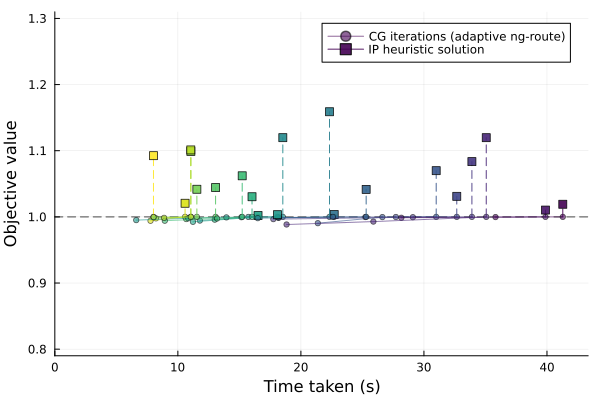 1.3
CG iterations (adaptive ng-route)
IP heuristic solution
1.2
1.1
1.0
0.9
0.8
Objective value
0 10 20 30 40
Time taken (s)